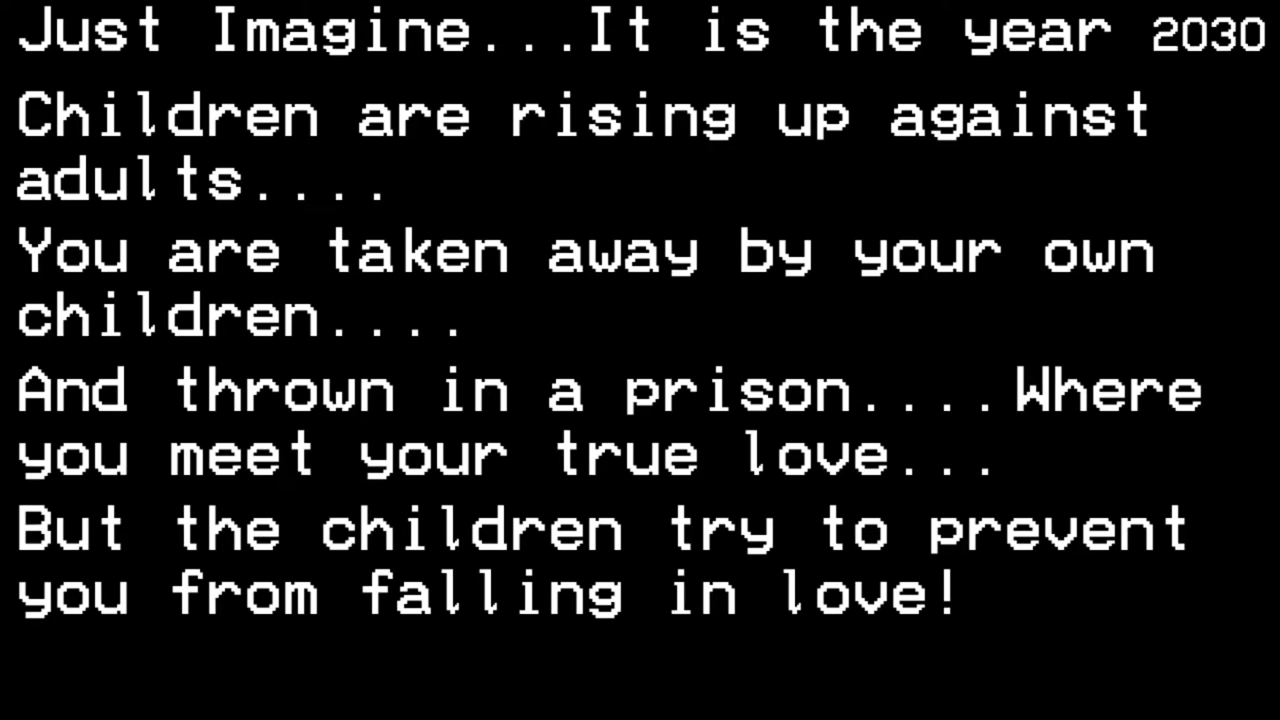 Just Imagine...It is the year 2030
Children are rising up against
adults....
You are taken away by your own
children....
And thrown in a prison....Where
you meet your true love...
But the children try to prevent
you from falling in love!